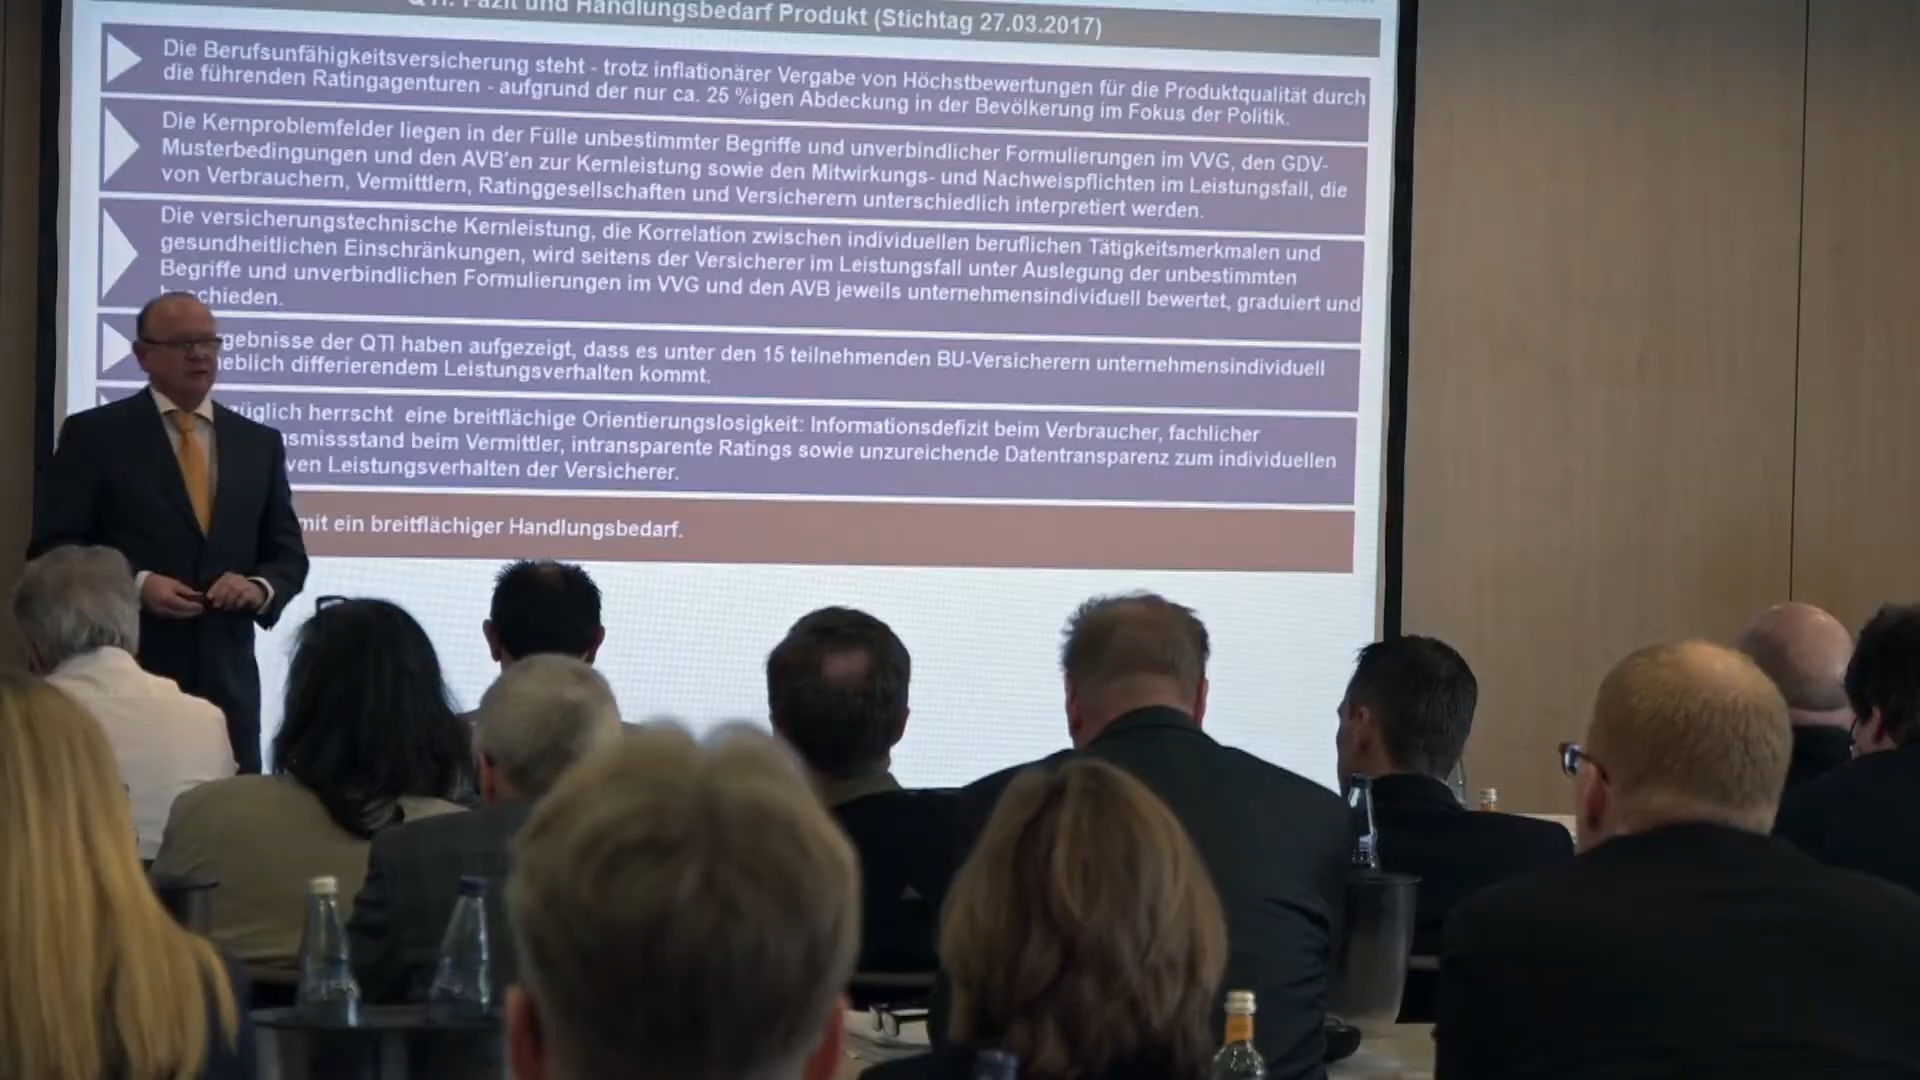 QTI: Fazit und Handlungsbedarf Produkt (Stichtag 27.03.2017)
Die Berufsunfähigkeitsversicherung steht - trotz inflationärer Vergabe von Höchstbewertungen für die Produktqualität durch
die führenden Ratingagenturen - aufgrund der nur ca. 25 %igen Abdeckung in der Bevölkerung im Fokus der Politik.
Die Kernproblemfelder liegen in der Fülle unbestimmter Begriffe und unverbindlicher Formulierungen im VVG, den GDV-
Musterbedingungen und den AVB'en zur Kernleistung sowie den Mitwirkungs- und Nachweispflichten im Leistungsfall, die
von Verbrauchern, Vermittlern, Ratinggesellschaften und Versicherern unterschiedlich interpretiert werden.
Die versicherungstechnische Kernleistung, die Korrelation zwischen individuellen beruflichen Tätigkeitsmerkmalen und
gesundheitlichen Einschränkungen, wird seitens der Versicherer im Leistungsfall unter Auslegung der unbestimmten
Begriffe und unverbindlichen Formulierungen im VVG und den AVB jeweils unternehmensindividuell bewertet, graduiert und
schieden.
gebnisse der QTI haben aufgezeigt, dass es unter den 15 teilnehmenden BU-Versicherern unternehmensindividuell
eblich differierendem Leistungsverhalten kommt.
züglich herrscht eine breitflächige Orientierungslosigkeit: Informationsdefizit beim Verbraucher, fachlicher
smissstand beim Vermittler, intransparente Ratings sowie unzureichende Datentransparenz zum individuellen
ven Leistungsverhalten der Versicherer.
mit ein breitflächiger Handlungsbedarf.